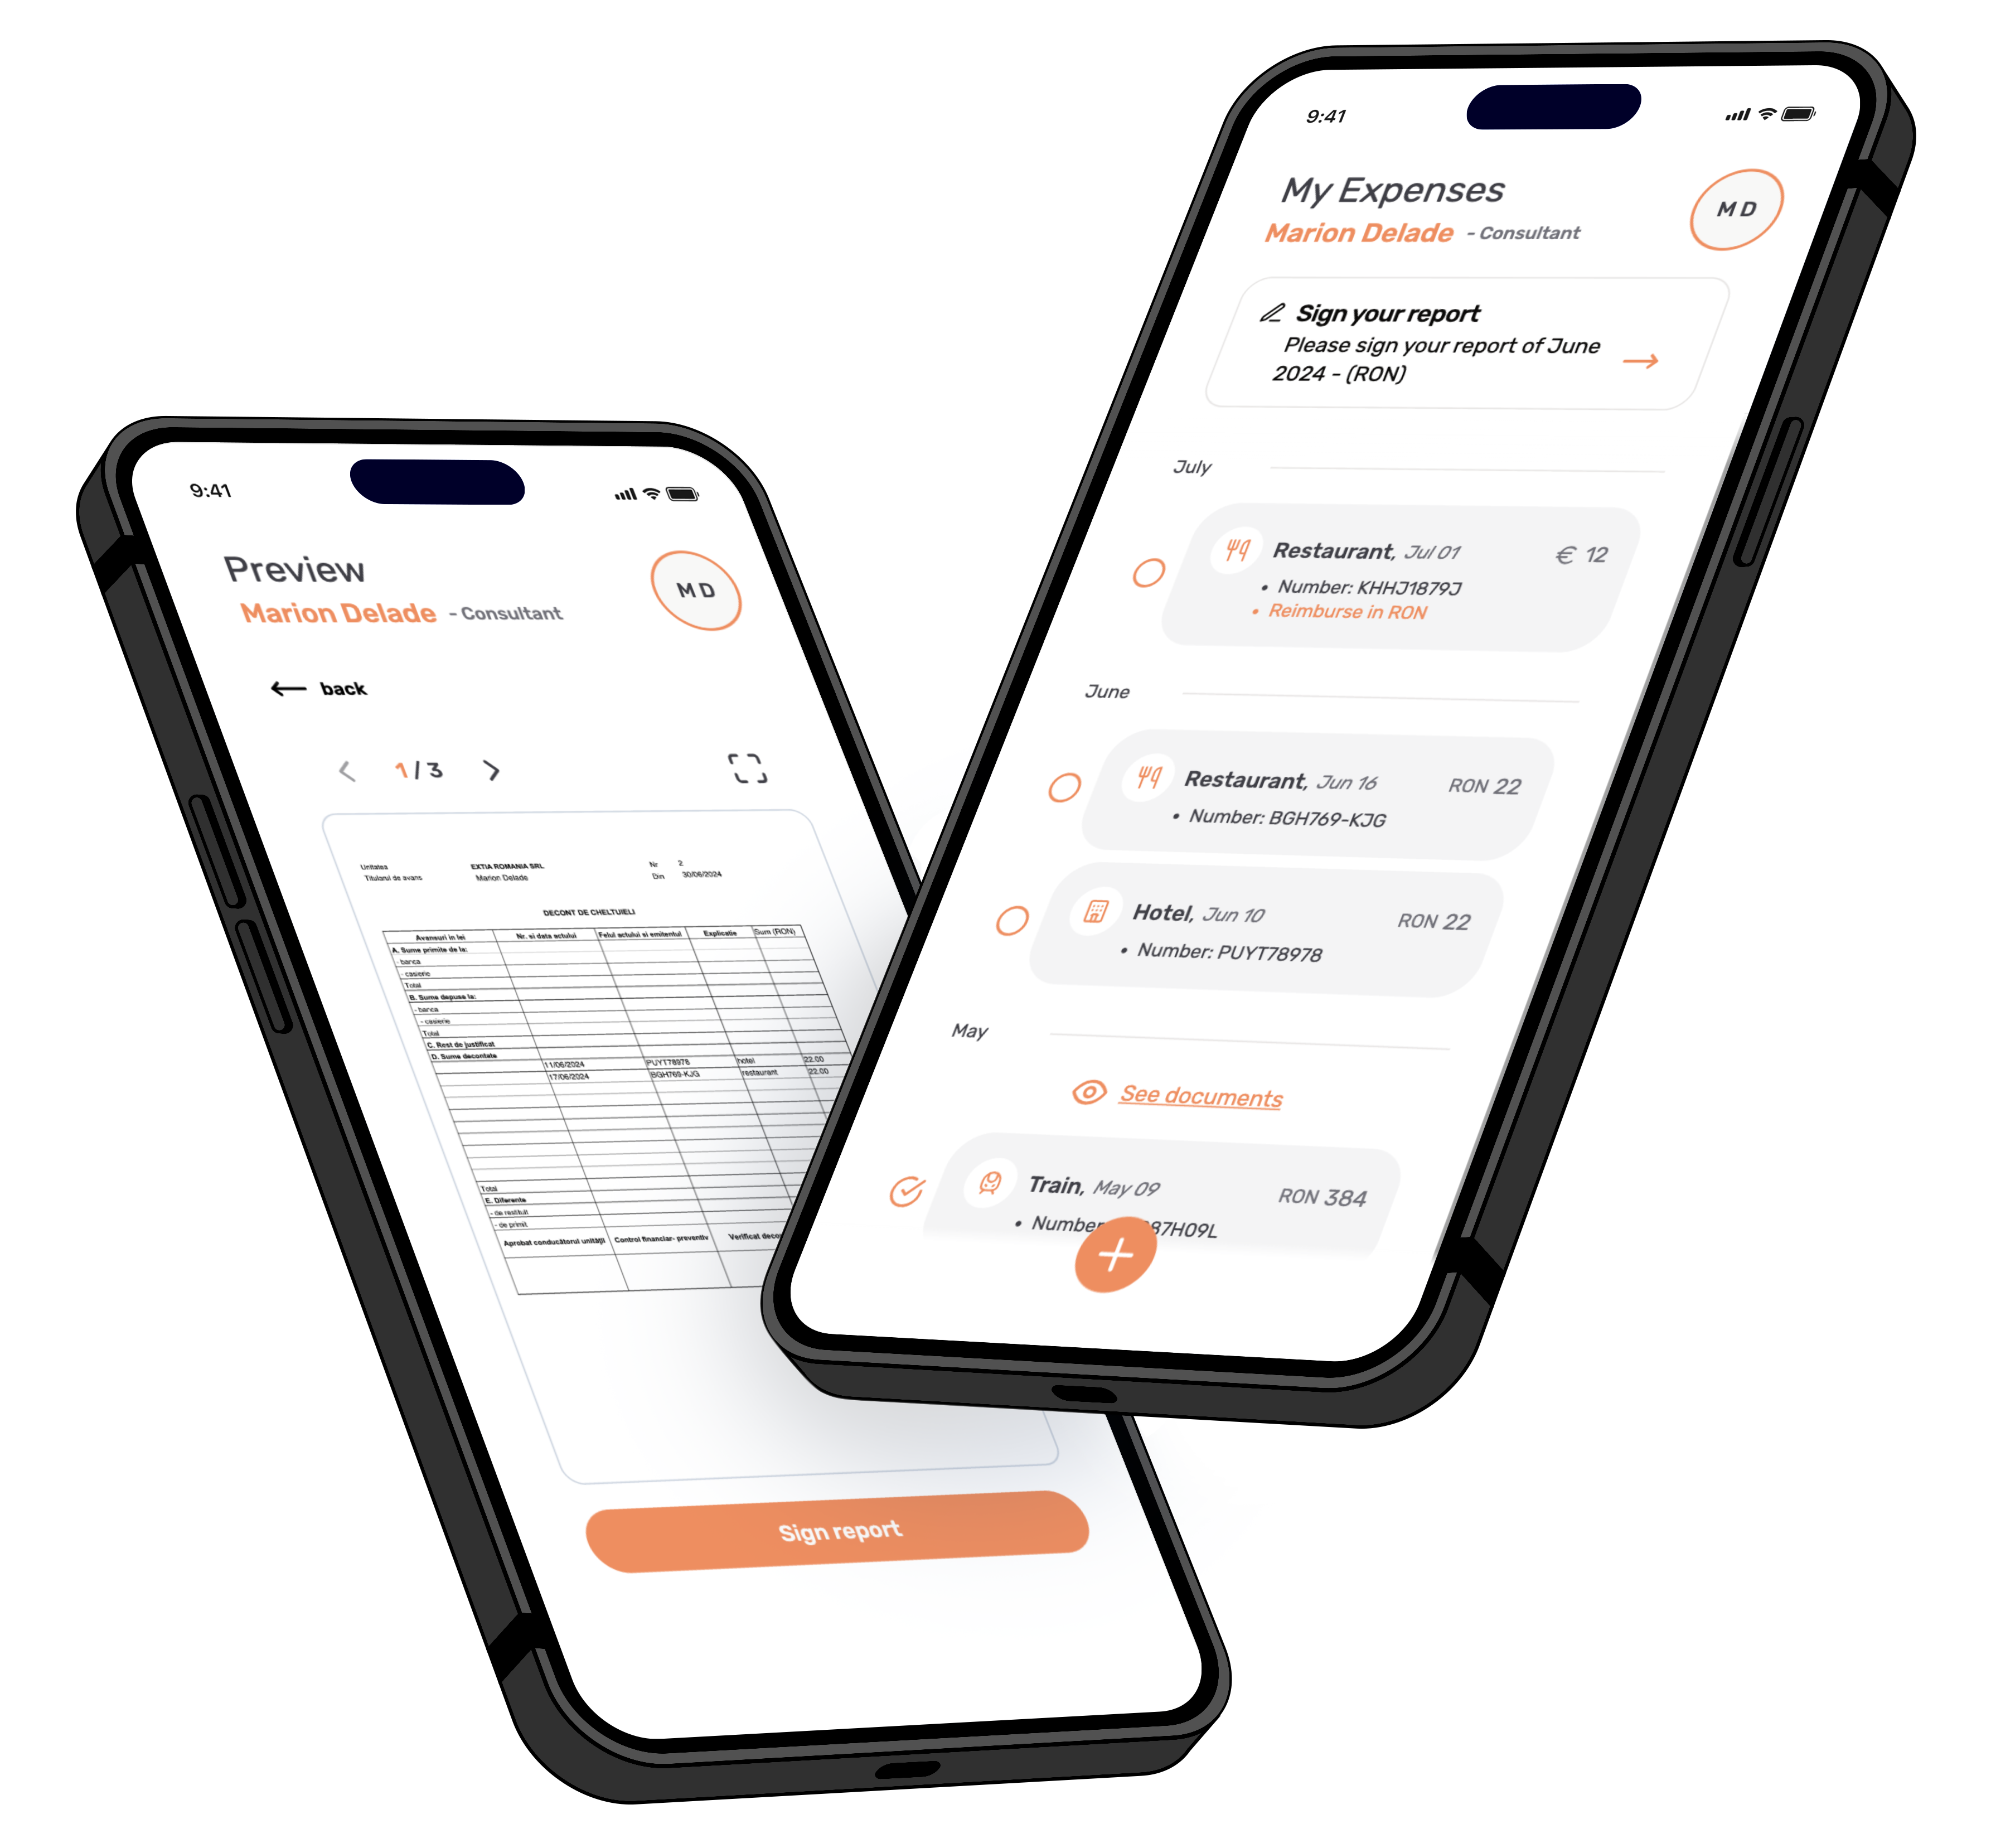 9:41
Preview
Marion Delade - Consultant
MD
back
1 / 3
Unitatea EXTIA ROMANIA SRL Nr 2
Titularul de avans Marion Delade Din 30/06/2024
DECONT DE CHELTUIELI
Avansuri in lei Nr. si data actului Felul actului si emitentul Explicatie Sum (RON)
A. Sume primite de la:
- banca
- casierie
Total
B. Sume depuse la:
- banca
- casierie
Total
C. Rest de justificat
D. Sume decontate
11/06/2024 PUYT78978 hotel 22.00
17/06/2024 BGH769-KJG restaurant 22.00
Total
E. Diferente
- de restituit
- de primit
Aprobat conducătorul unităţii Control financiar- preventiv Verificat
Sign report
9:41
My Expenses
Marion Delade - Consultant
MD
Sign your report
Please sign your report of June
2024 - (RON)
July
Restaurant, Jul 01 € 12
• Number: KHHJ1879J
• Reimburse in RON
June
Restaurant, Jun 16 RON 22
• Number: BGH769-KJG
Hotel, Jun 10 RON 22
• Number: PUYT78978
May
See documents
Train, May 09 RON 384
• Number 87H09L